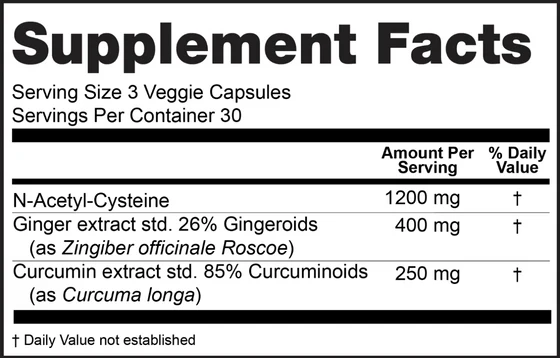 Supplement Facts
Serving Size 3 Veggie Capsules
Servings Per Container 30
Amount Per Serving % Daily Value
N-Acetyl-Cysteine 1200 mg †
Ginger extract std. 26% Gingeroids 400 mg †
(as Zingiber officinale Roscoe)
Curcumin extract std. 85% Curcuminoids 250 mg †
(as Curcuma longa)
† Daily Value not established